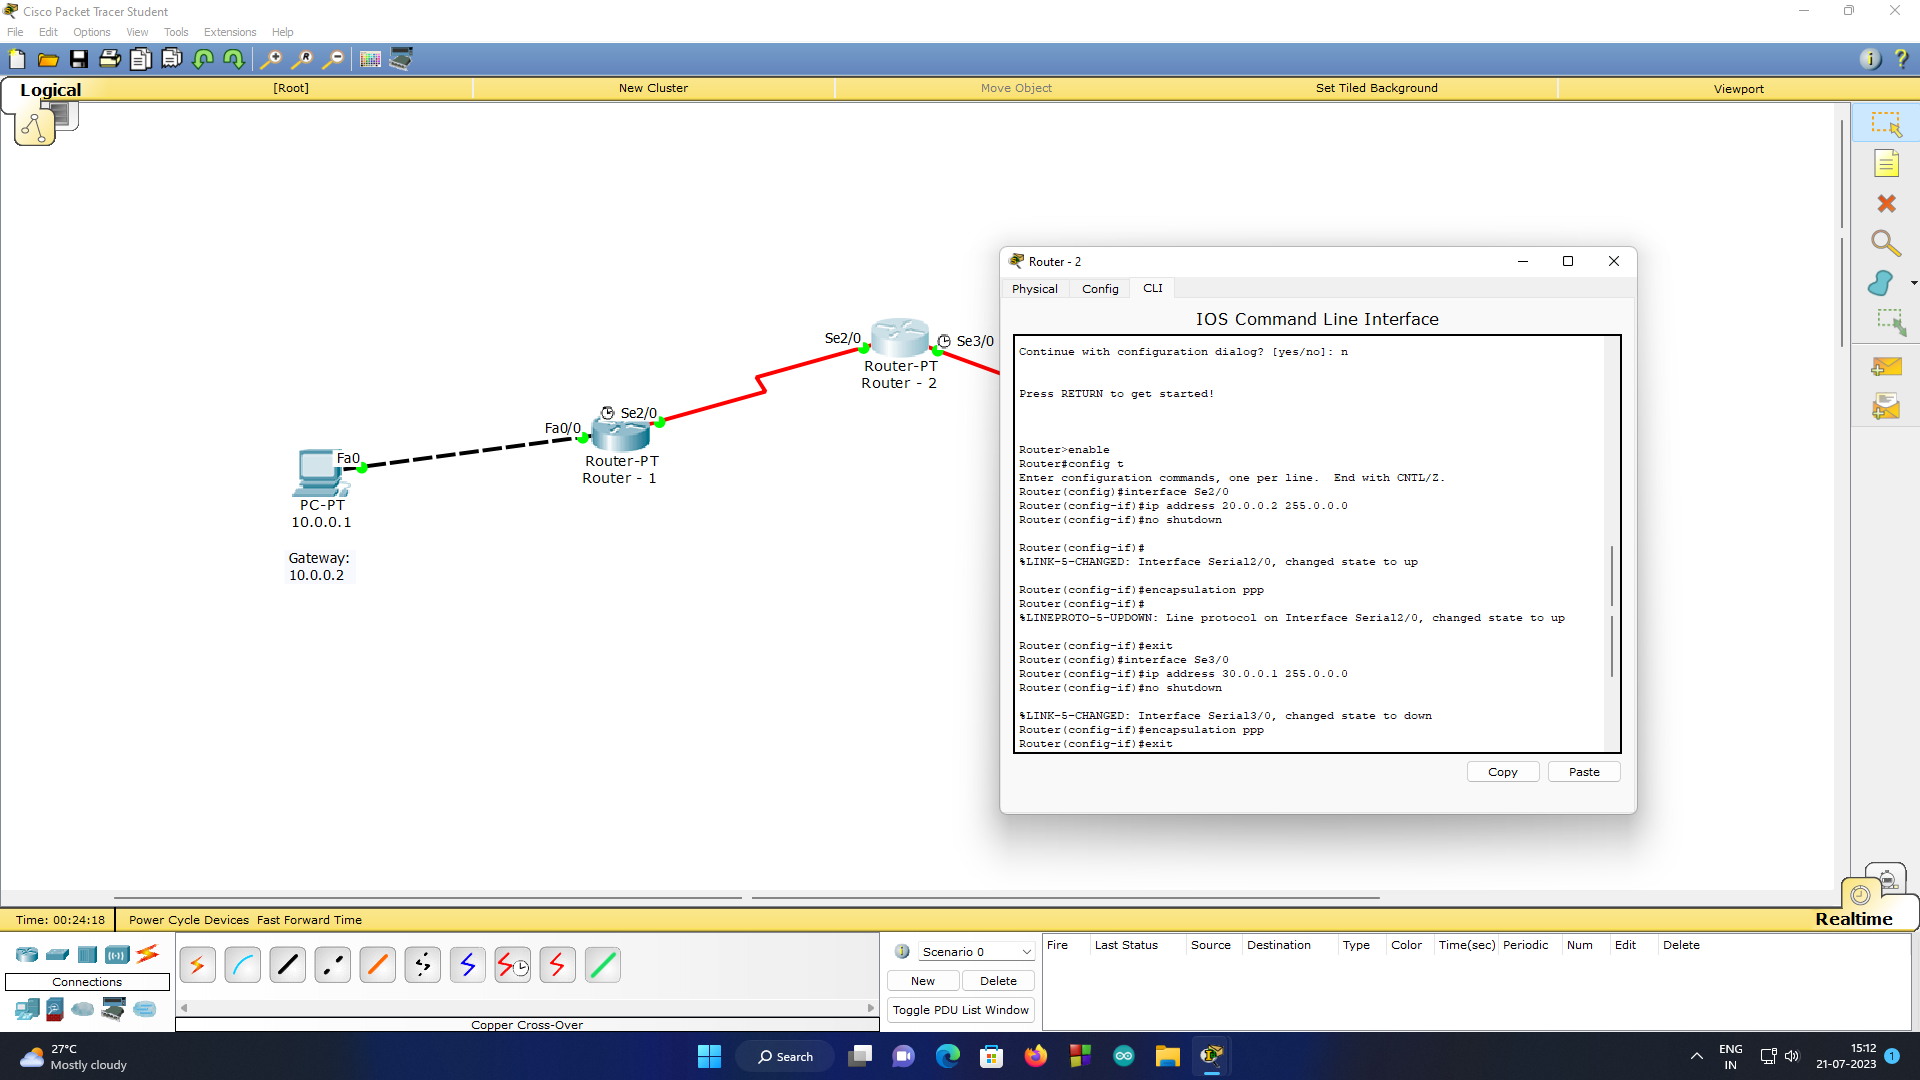 Cisco Packet Tracer Student
File Edit Options View Tools Extensions Help
Logical [Root] New Cluster Move Object Set Tiled Background Viewport
Se2/0 Se3/0
Router-PT
Router - 2
Se2/0
Fa0/0
Router-PT
Router - 1
Fa0
PC-PT
10.0.0.1
Gateway:
10.0.0.2
Router - 2
Physical Config CLI
IOS Command Line Interface
Continue with configuration dialog? [yes/no]: n
Press RETURN to get started!
Router>enable
Router#config t
Enter configuration commands, one per line.  End with CNTL/Z.
Router(config)#interface Se2/0
Router(config-if)#ip address 20.0.0.2 255.0.0.0
Router(config-if)#no shutdown
Router(config-if)#
%LINK-5-CHANGED: Interface Serial2/0, changed state to up
Router(config-if)#encapsulation ppp
Router(config-if)#
%LINEPROTO-5-UPDOWN: Line protocol on Interface Serial2/0, changed state to up
Router(config-if)#exit
Router(config)#interface Se3/0
Router(config-if)#ip address 30.0.0.1 255.0.0.0
Router(config-if)#no shutdown
%LINK-5-CHANGED: Interface Serial3/0, changed state to down
Router(config-if)#encapsulation ppp
Router(config-if)#exit
Copy Paste
Time: 00:24:18 Power Cycle Devices Fast Forward Time Realtime
Connections
Copper Cross-Over
Scenario 0
New Delete
Toggle PDU List Window
Fire Last Status Source Destination Type Color Time(sec) Periodic Num Edit Delete
27°C
Mostly cloudy
Search
ENG
IN
15:12
21-07-2023
1